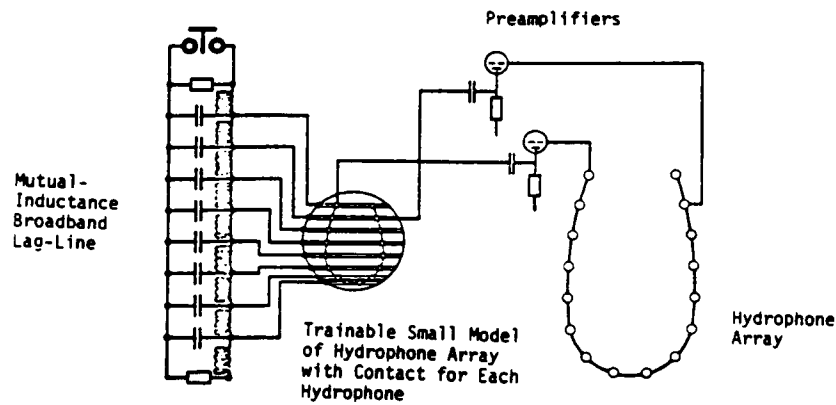 Preamplifiers
Mutual-
Inductance
Broadband
Lag-Line
Trainable Small Model
of Hydrophone Array
with Contact for Each
Hydrophone
Hydrophone
Array